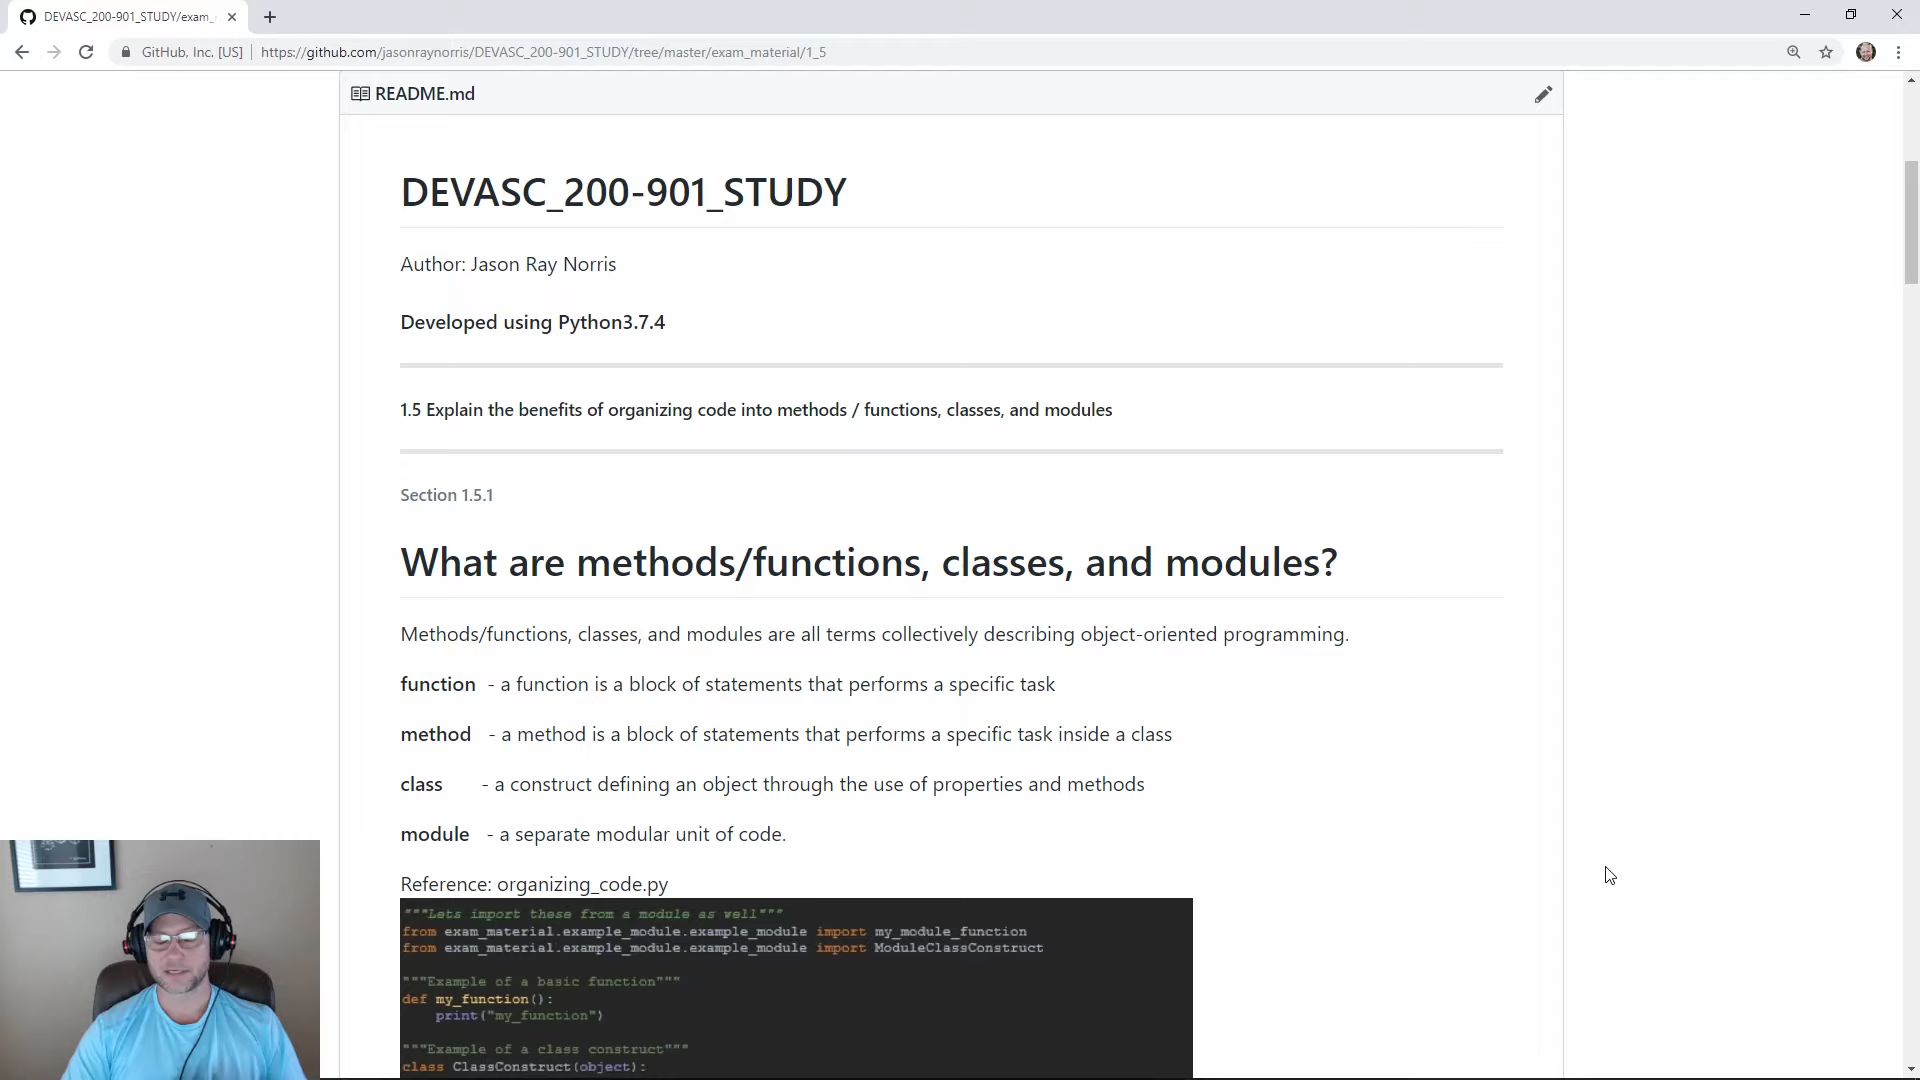 DEVASC_200-901_STUDY/exam_
GitHub, Inc. [US] https://github.com/jasonraynorris/DEVASC_200-901_STUDY/tree/master/exam_material/1_5
README.md
DEVASC_200-901_STUDY
Author: Jason Ray Norris
Developed using Python3.7.4
1.5 Explain the benefits of organizing code into methods / functions, classes, and modules
Section 1.5.1
What are methods/functions, classes, and modules?
Methods/functions, classes, and modules are all terms collectively describing object-oriented programming.
function - a function is a block of statements that performs a specific task
method - a method is a block of statements that performs a specific task inside a class
class - a construct defining an object through the use of properties and methods
module - a separate modular unit of code.
Reference: organizing_code.py
"""Lets import these from a module as well"""
from exam_material.example_module.example_module import my_module_function
from exam_material.example_module.example_module import ModuleClassConstruct
"""Example of a basic function"""
def my_function():
print("my_function")
"""Example of a class construct"""
class ClassConstruct(object):